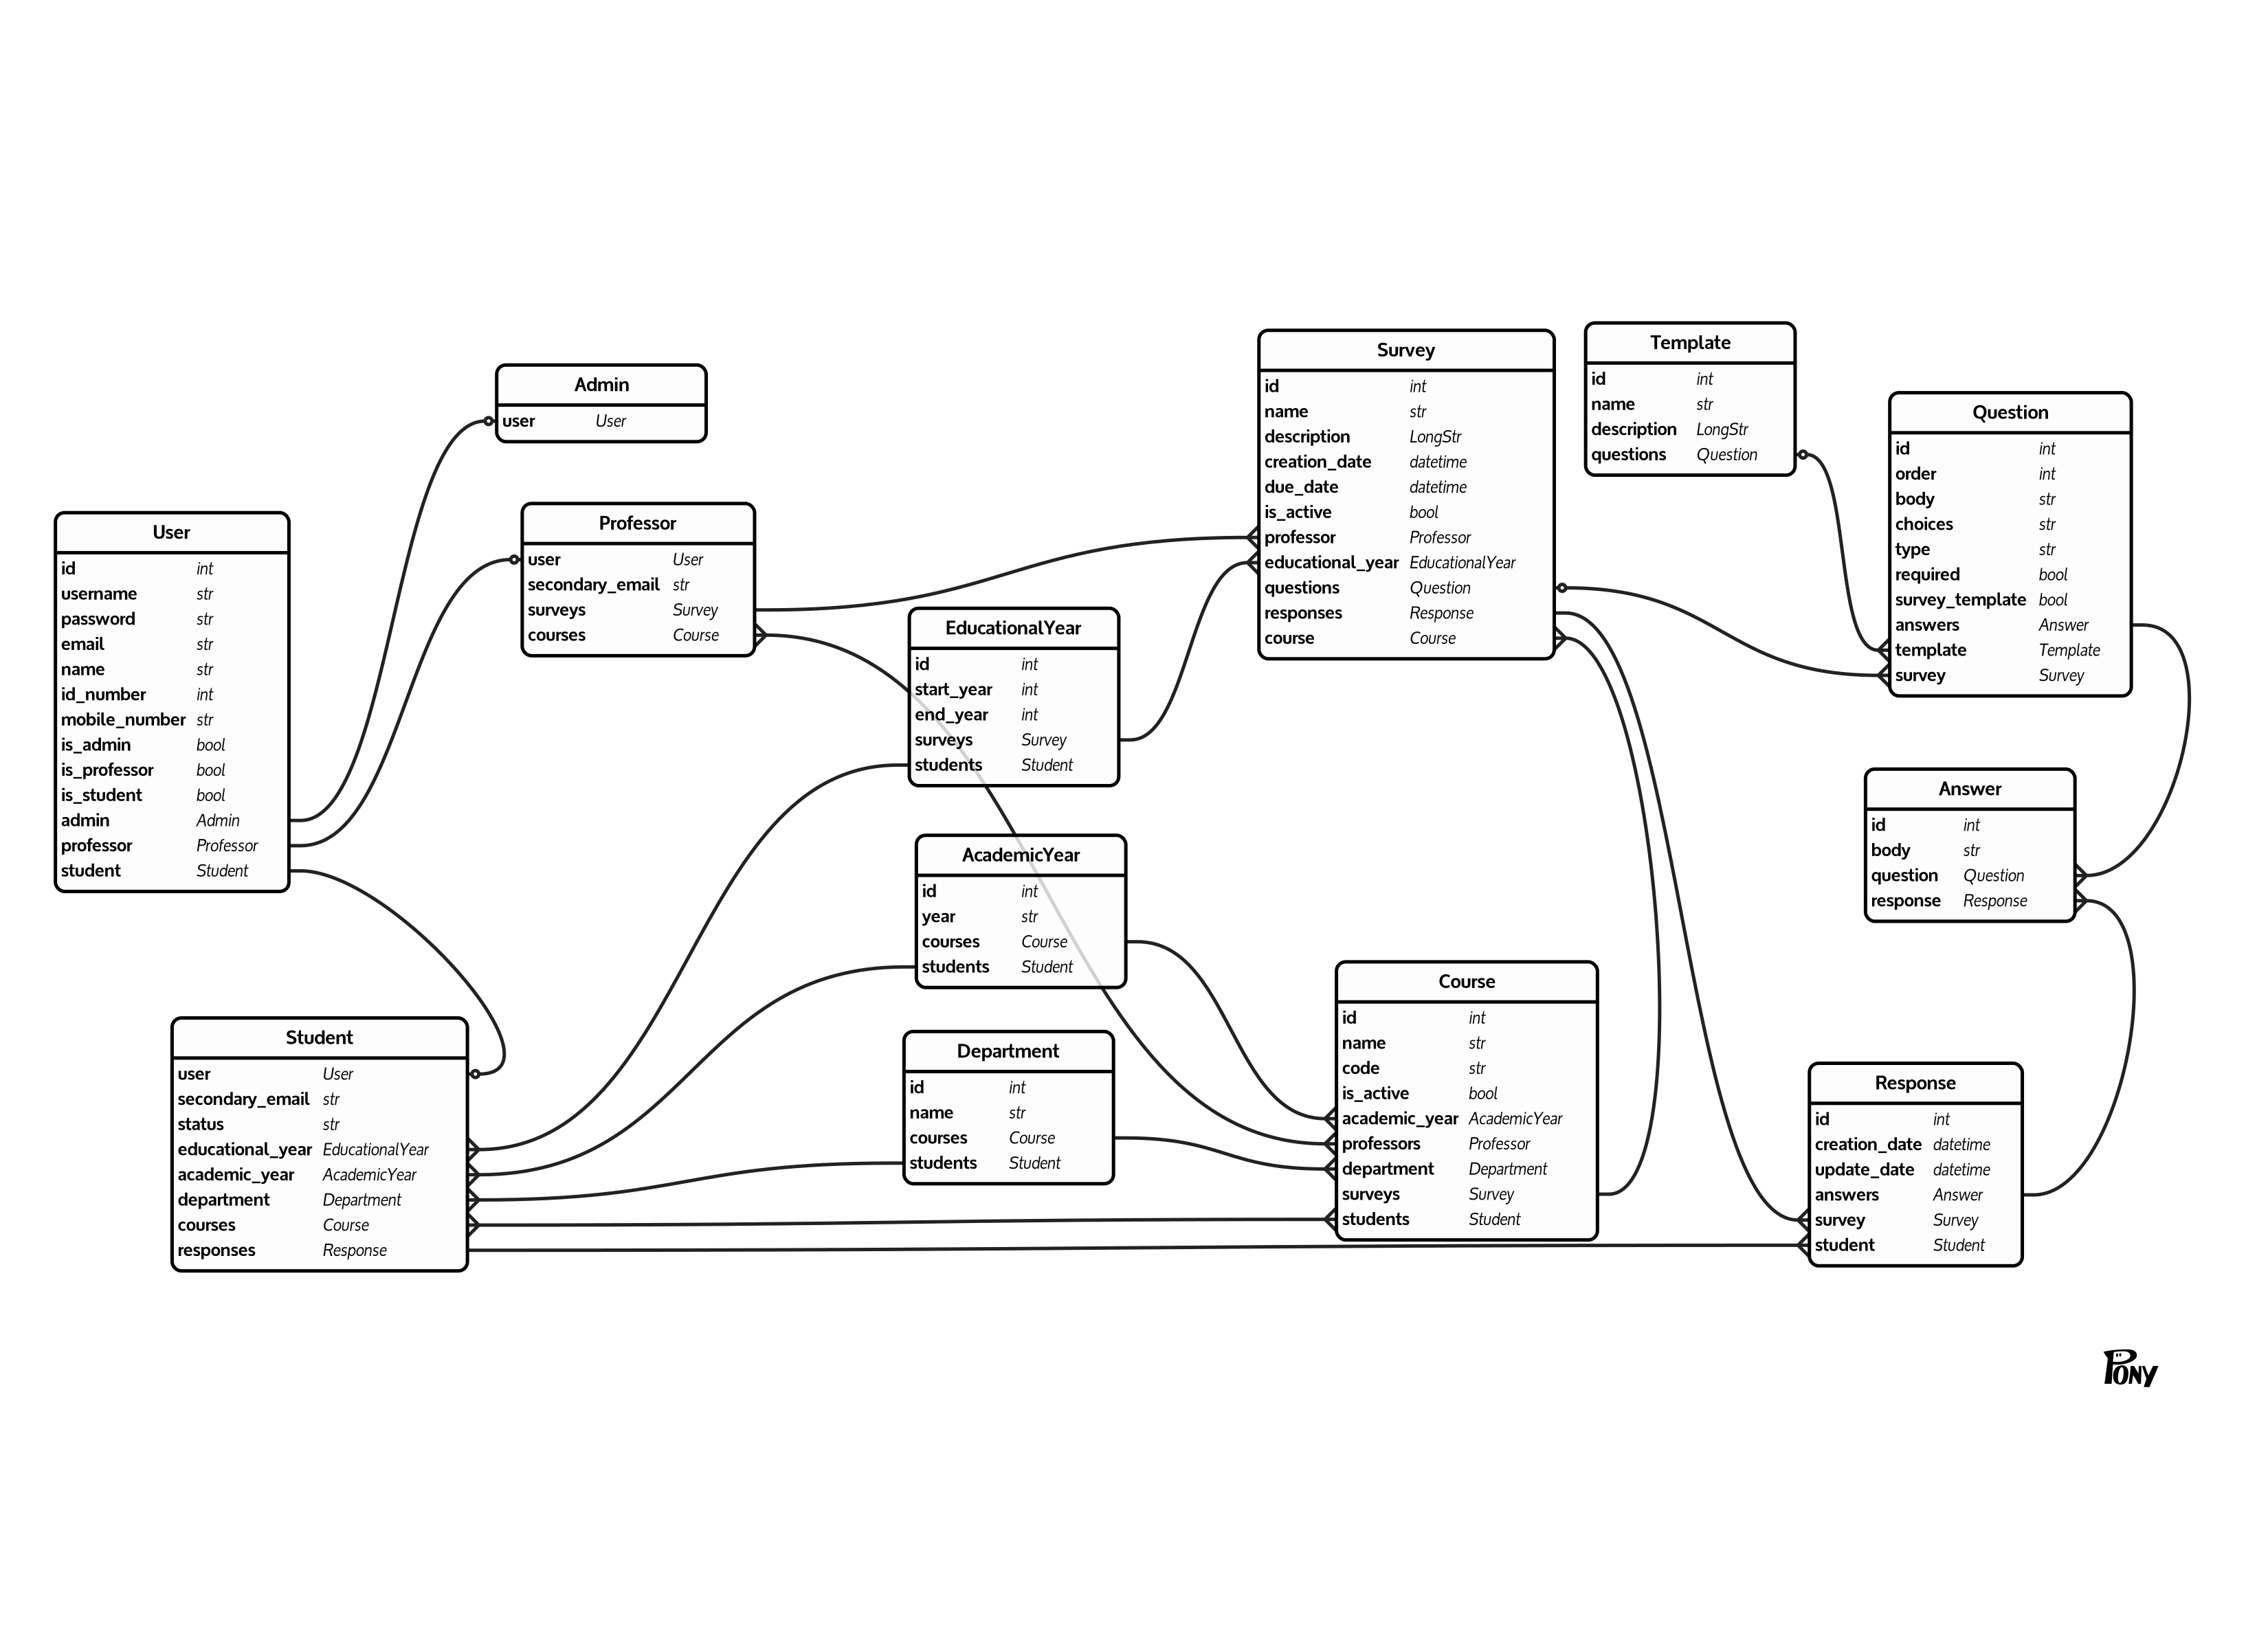 User
id int
username str
password str
email str
name str
id_number int
mobile_number str
is_admin bool
is_professor bool
is_student bool
admin Admin
professor Professor
student Student
Admin
user User
Professor
user User
secondary_email str
surveys Survey
courses Course
Student
user User
secondary_email str
status str
educational_year EducationalYear
academic_year AcademicYear
department Department
courses Course
responses Response
EducationalYear
id int
start_year int
end_year int
surveys Survey
students Student
AcademicYear
id int
year str
courses Course
students Student
Department
id int
name str
courses Course
students Student
Survey
id int
name str
description LongStr
creation_date datetime
due_date datetime
is_active bool
professor Professor
educational_year EducationalYear
questions Question
responses Response
course Course
Course
id int
name str
code str
is_active bool
academic_year AcademicYear
professors Professor
department Department
surveys Survey
students Student
Template
id int
name str
description LongStr
questions Question
Question
id int
order int
body str
choices str
type str
required bool
survey_template bool
answers Answer
template Template
survey Survey
Answer
id int
body str
question Question
response Response
Response
id int
creation_date datetime
update_date datetime
answers Answer
survey Survey
student Student
PONY